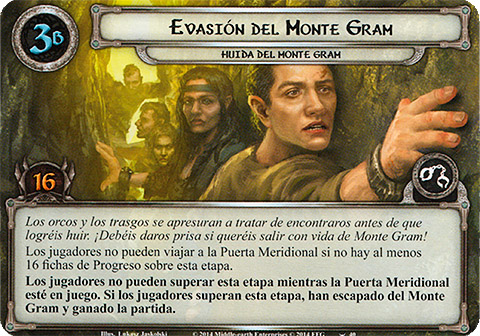 3B
EVASIÓN DEL MONTE GRAM
HUIDA DEL MONTE GRAM
16
Los orcos y los trasgos se apresuran a tratar de encontraros antes de que
logréis huir. ¡Debéis daros prisa si queréis salir con vida de Monte Gram!
Los jugadores no pueden viajar a la Puerta Meridional si no hay al menos
16 fichas de Progreso sobre esta etapa.
Los jugadores no pueden superar esta etapa mientras la Puerta Meridional
esté en juego. Si los jugadores superan esta etapa, han escapado del Monte
Gram y ganado la partida.
Illus. Lukasz Jaskolski © 2014 Middle-earth Enterprises © 2014 FFG 40